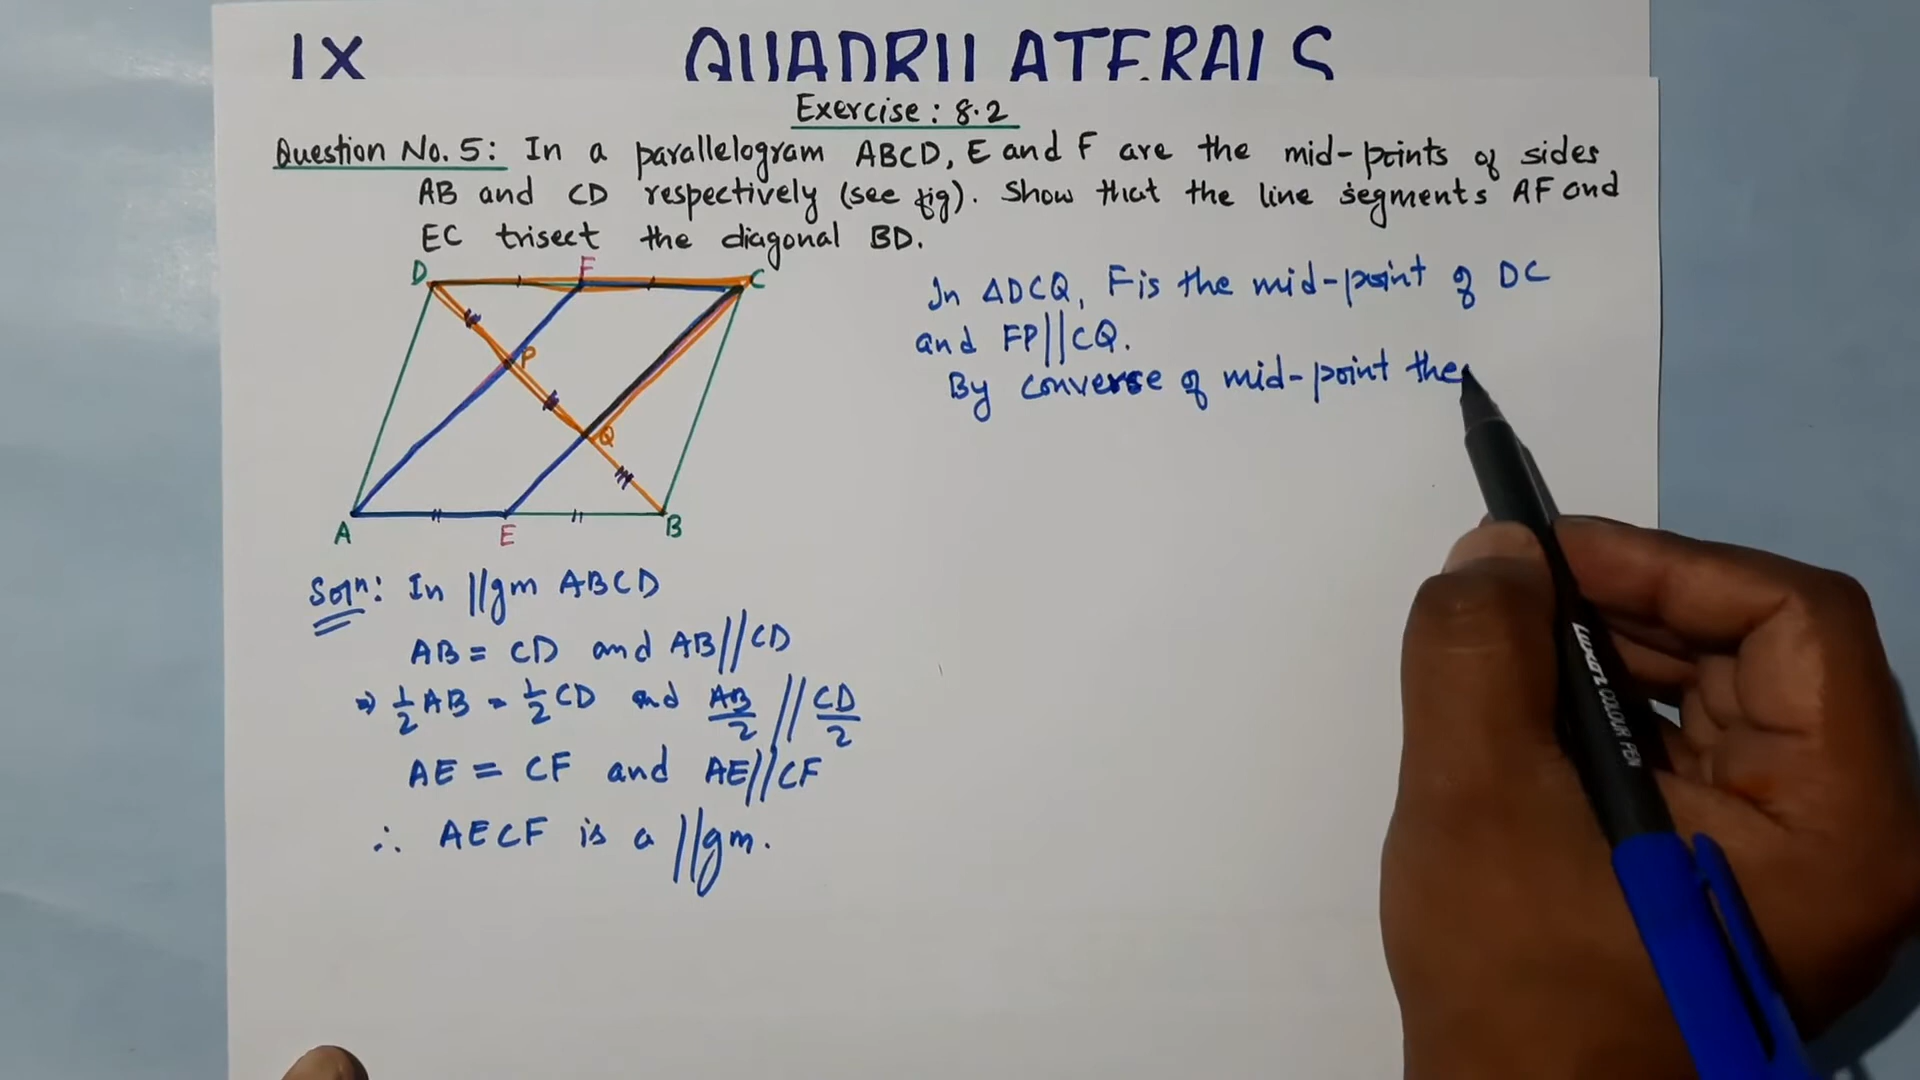 IX QUADRILATERALS
Exercise: 8.2
Question No. 5: In a parallelogram ABCD, E and F are the mid-points of sides
AB and CD respectively (see fig). Show that the line segments AF and
EC trisect the diagonal BD.
D F C
P
Q
A E B
In ΔDCQ, F is the mid-point of DC
and FP||CQ.
By converse of mid-point the
Solⁿ: In ||gm ABCD
AB = CD and AB//CD
⇒ 1/2 AB = 1/2 CD and AB/2 // CD/2
AE = CF and AE//CF
∴ AECF is a ||gm.
LUXOR COLOUR PEN